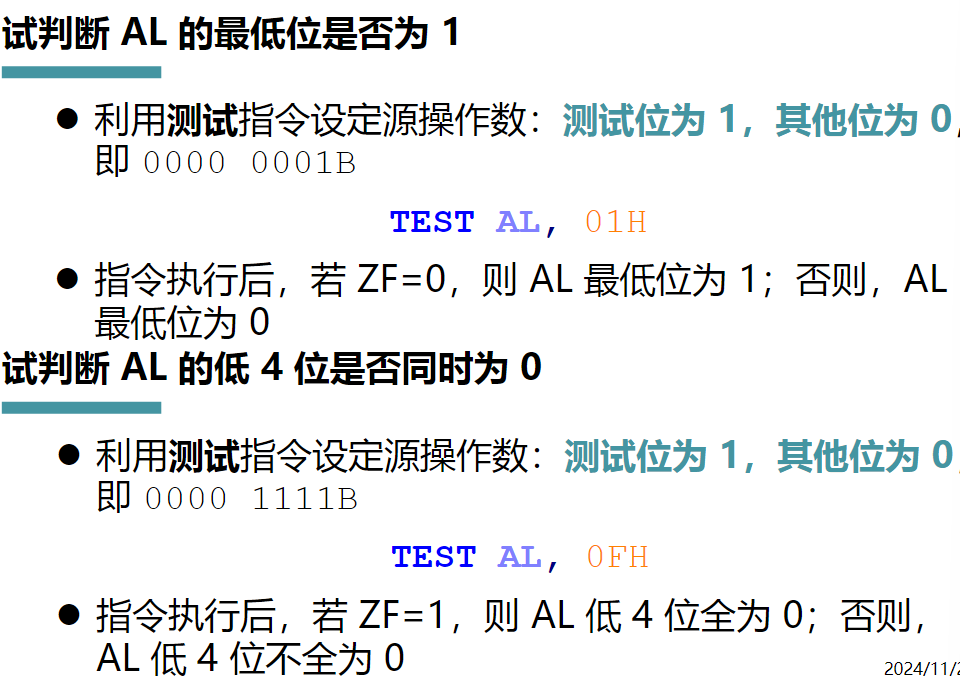 试判断 AL 的最低位是否为 1
● 利用测试指令设定源操作数：测试位为 1，其他位为 0，
即 0000 0001B
TEST AL, 01H
● 指令执行后，若 ZF=0，则 AL 最低位为 1；否则，AL
最低位为 0
试判断 AL 的低 4 位是否同时为 0
● 利用测试指令设定源操作数：测试位为 1，其他位为 0，
即 0000 1111B
TEST AL, 0FH
● 指令执行后，若 ZF=1，则 AL 低 4 位全为 0；否则，
AL 低 4 位不全为 0
2024/11/2